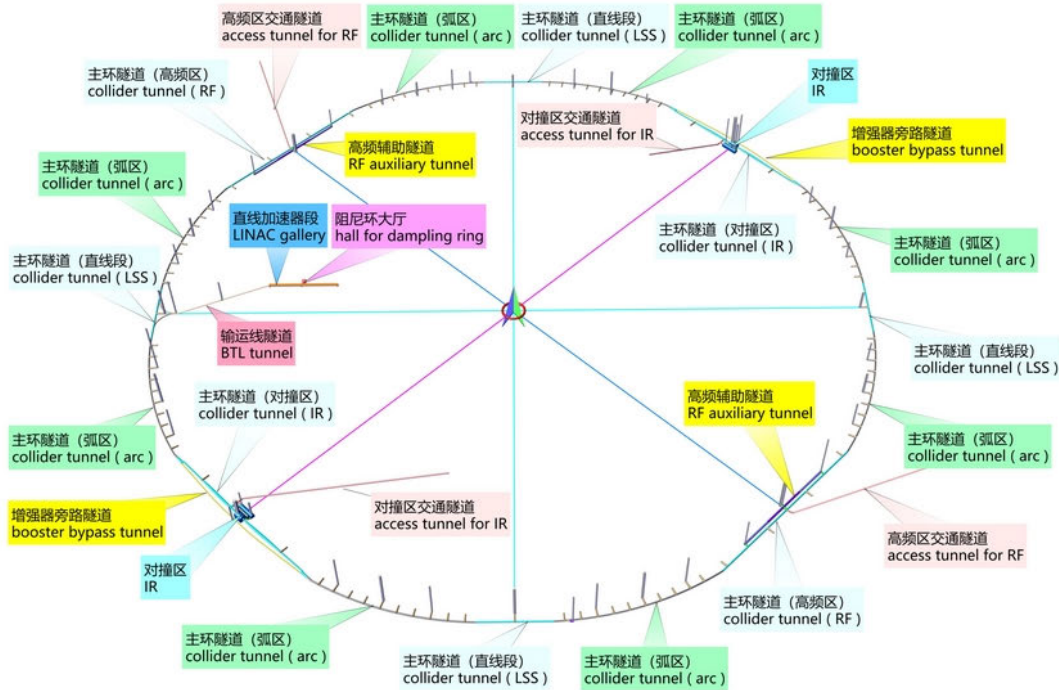 高频区交通隧道
access tunnel for RF
主环隧道（弧区）
collider tunnel ( arc )
主环隧道（直线段）
collider tunnel ( LSS )
主环隧道（弧区）
collider tunnel ( arc )
主环隧道（高频区）
collider tunnel ( RF )
对撞区
IR
对撞区交通隧道
access tunnel for IR
增强器旁路隧道
booster bypass tunnel
高频辅助隧道
RF auxiliary tunnel
主环隧道（弧区）
collider tunnel ( arc )
直线加速器段
LINAC gallery
阻尼环大厅
hall for dampling ring
主环隧道（对撞区）
collider tunnel ( IR )
主环隧道（弧区）
collider tunnel ( arc )
主环隧道（直线段）
collider tunnel ( LSS )
输运线隧道
BTL tunnel
主环隧道（直线段）
collider tunnel ( LSS )
主环隧道（对撞区）
collider tunnel ( IR )
高频辅助隧道
RF auxiliary tunnel
主环隧道（弧区）
collider tunnel ( arc )
主环隧道（弧区）
collider tunnel ( arc )
增强器旁路隧道
booster bypass tunnel
对撞区交通隧道
access tunnel for IR
高频区交通隧道
access tunnel for RF
对撞区
IR
主环隧道（高频区）
collider tunnel ( RF )
主环隧道（弧区）
collider tunnel ( arc )
主环隧道（直线段）
collider tunnel ( LSS )
主环隧道（弧区）
collider tunnel ( arc )